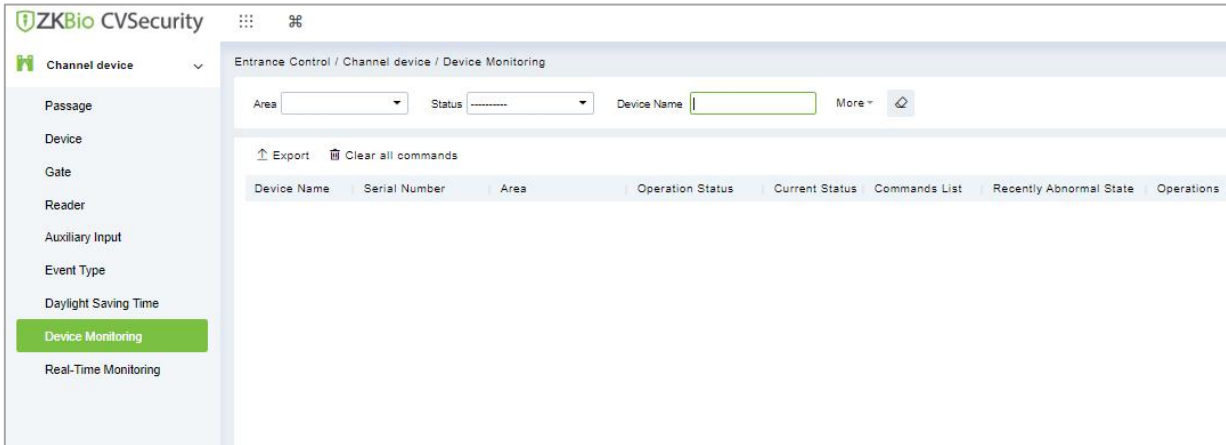 ZKBio CVSecurity
Channel device
Entrance Control / Channel device / Device Monitoring
Passage
Device
Gate
Reader
Auxiliary Input
Event Type
Daylight Saving Time
Device Monitoring
Real-Time Monitoring
Area Status ---------- Device Name More
Export Clear all commands
Device Name Serial Number Area Operation Status Current Status Commands List Recently Abnormal State Operations